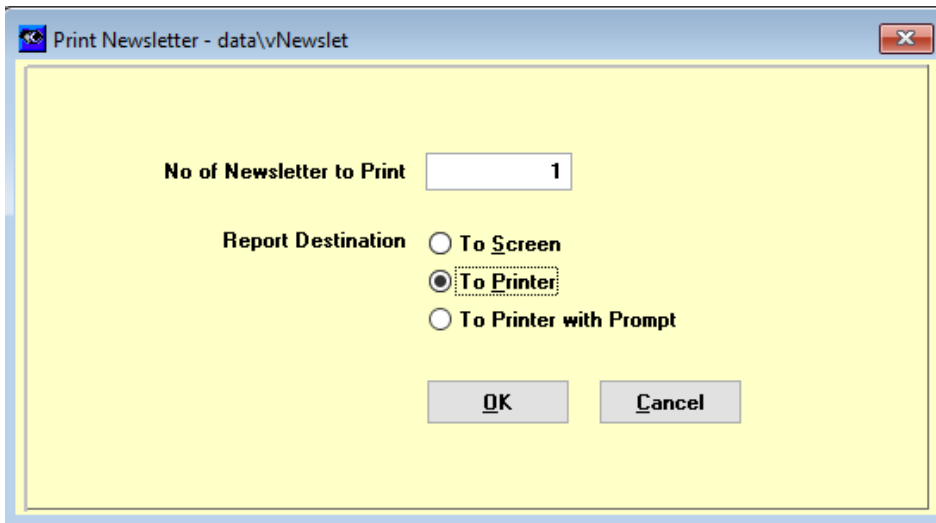 Print Newsletter - data\vNewslet
No of Newsletter to Print 1
Report Destination
To Screen
To Printer
To Printer with Prompt
OK Cancel